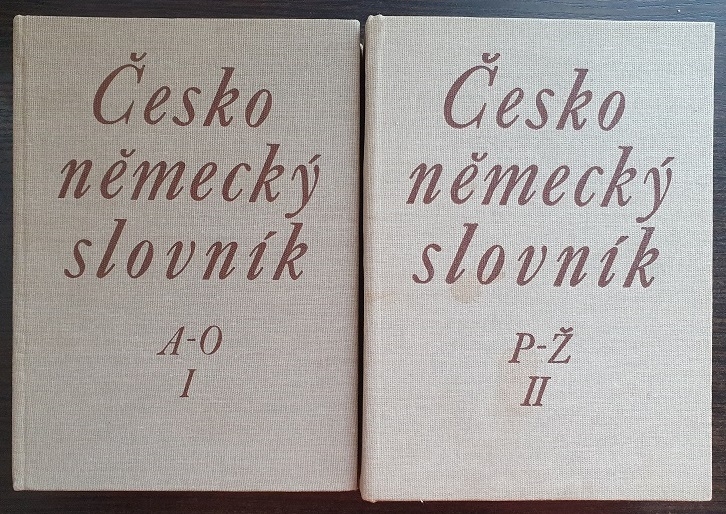 Česko
německý
slovník
A-O
I
Česko
německý
slovník
P-Ž
II